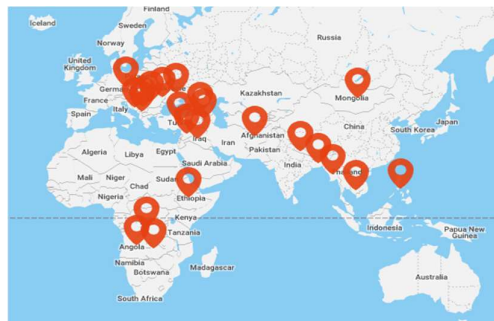 Iceland
Finland
Sweden
Norway
Russia
United
Kingdom
Germa
France
Spain
Italy
Kazakhstan
Mongolia
China
Japan
South Korea
Afghanistan
Pakistan
Iran
Iraq
India
Thailand
Algeria
Libya
Egypt
Saudi Arabia
Mali
Niger
Chad
Sudan
Nigeria
Ethiopia
Kenya
Tanzania
Angola
Namibia
Botswana
Madagascar
South Africa
Indonesia
Papua New
Guinea
Australia